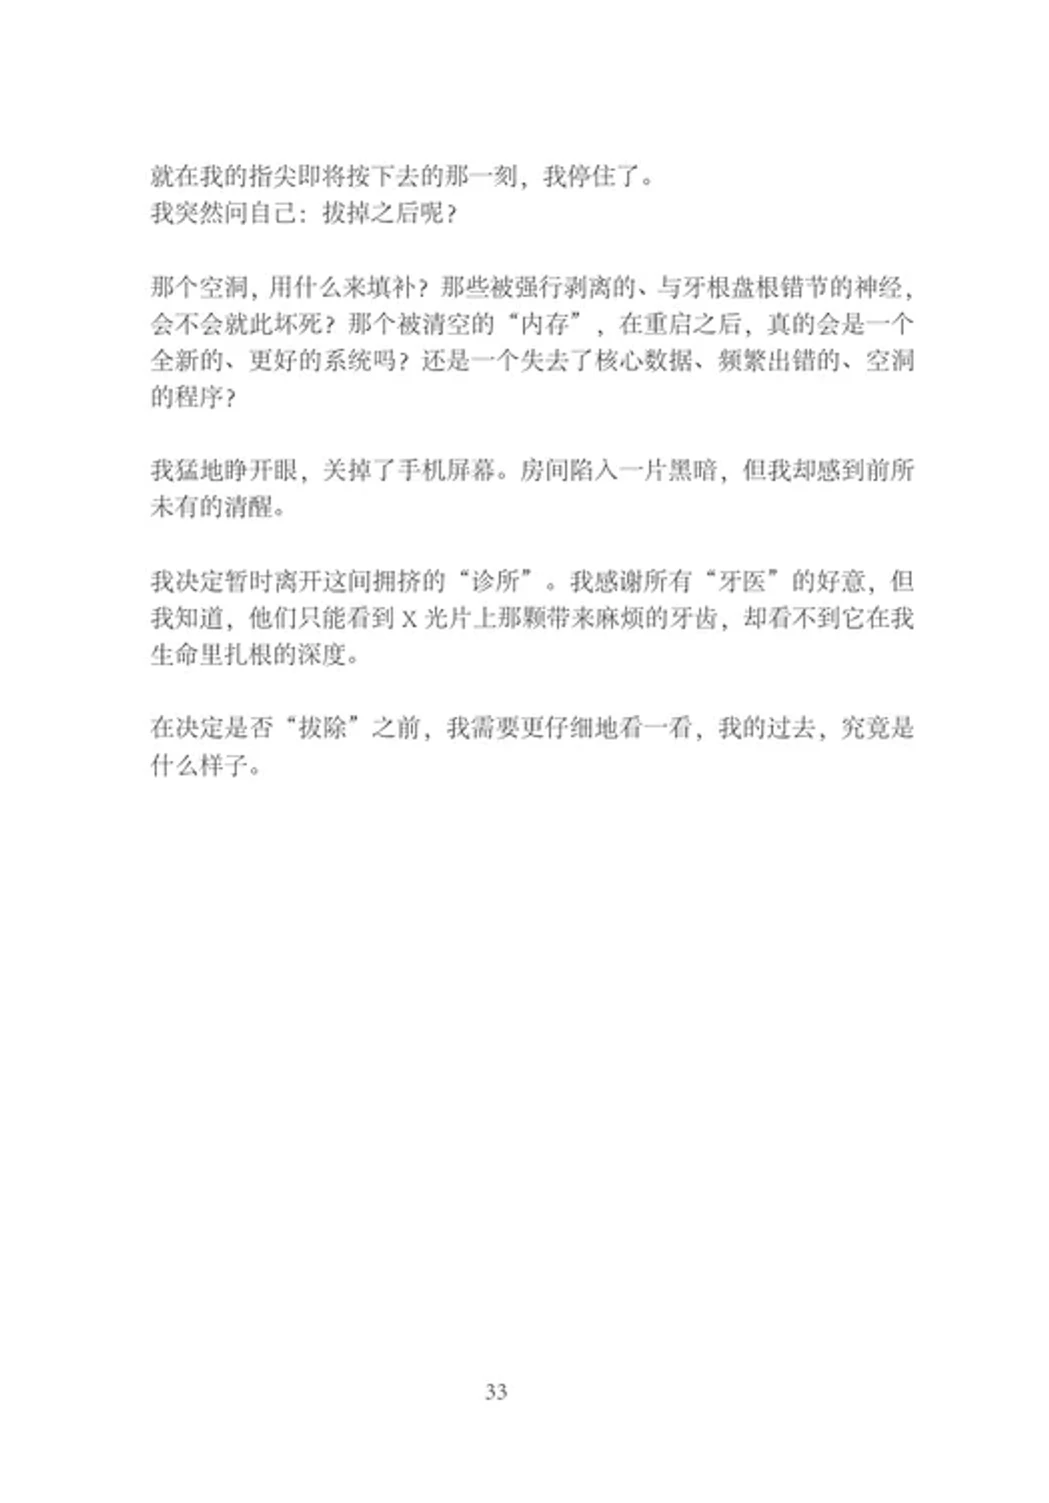 就在我的指尖即将按下去的那一刻，我停住了。
我突然问自己：拔掉之后呢？
那个空洞，用什么来填补？那些被强行剥离的、与牙根盘根错节的神经，
会不会就此坏死？那个被清空的“内存”，在重启之后，真的会是一个
全新的、更好的系统吗？还是一个失去了核心数据、频繁出错的、空洞
的程序？
我猛地睁开眼，关掉了手机屏幕。房间陷入一片黑暗，但我却感到前所
未有的清醒。
我决定暂时离开这间拥挤的“诊所”。我感谢所有“牙医”的好意，但
我知道，他们只能看到 X 光片上那颗带来麻烦的牙齿，却看不到它在我
生命里扎根的深度。
在决定是否“拔除”之前，我需要更仔细地看一看，我的过去，究竟是
什么样子。
33